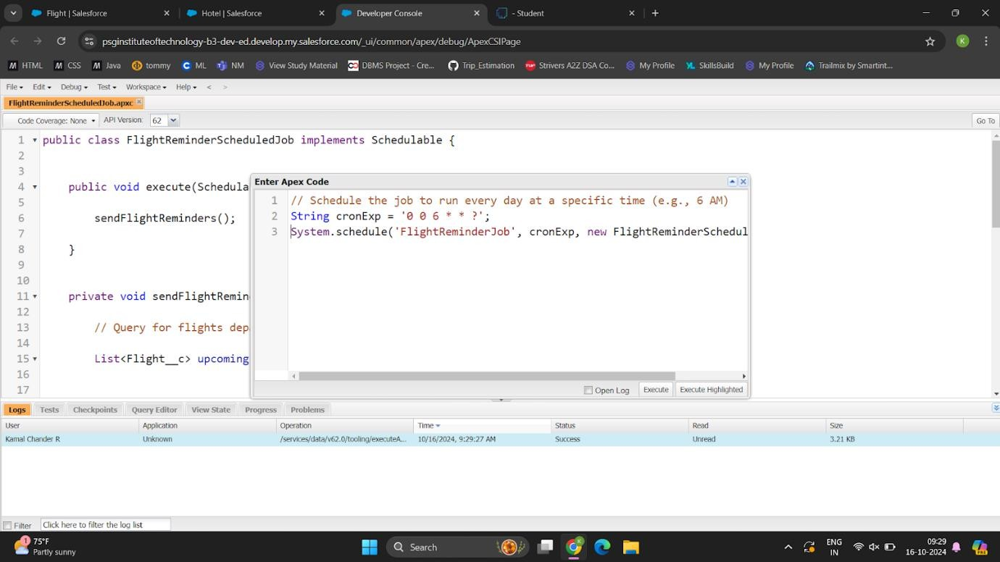 Flight | Salesforce
Hotel | Salesforce
Developer Console
- Student
psginstituteoftechnology-b3-dev-ed.develop.my.salesforce.com/_ui/common/apex/debug/ApexCSIPage
K
HTML CSS Java tommy ML NM View Study Material DBMS Project - Cre... Trip_Estimation Strivers A2Z DSA Co... My Profile SkillsBuild My Profile Trailmix by Smartint...
File Edit Debug Test Workspace Help < >
FlightReminderScheduledJob.apxc
Code Coverage: None API Version: 62 Go To
1 public class FlightReminderScheduledJob implements Schedulable {
2
3
4 public void execute(Schedula
5
6 sendFlightReminders();
7
8 }
9
10
11 private void sendFlightRemin
12
13 // Query for flights dep
14
15 List<Flight__c> upcoming
16
17
Enter Apex Code
1 // Schedule the job to run every day at a specific time (e.g., 6 AM)
2 String cronExp = '0 0 6 * * ?';
3 System.schedule('FlightReminderJob', cronExp, new FlightReminderSchedul
Open Log Execute Execute Highlighted
Logs Tests Checkpoints Query Editor View State Progress Problems
User Application Operation Time Status Read Size
Kamal Chander R Unknown /services/data/v62.0/tooling/executeA... 10/16/2024, 9:29:27 AM Success Unread 3.21 KB
Filter Click here to filter the log list
1 75°F
Partly sunny
Search
ENG
IN
09:29
16-10-2024